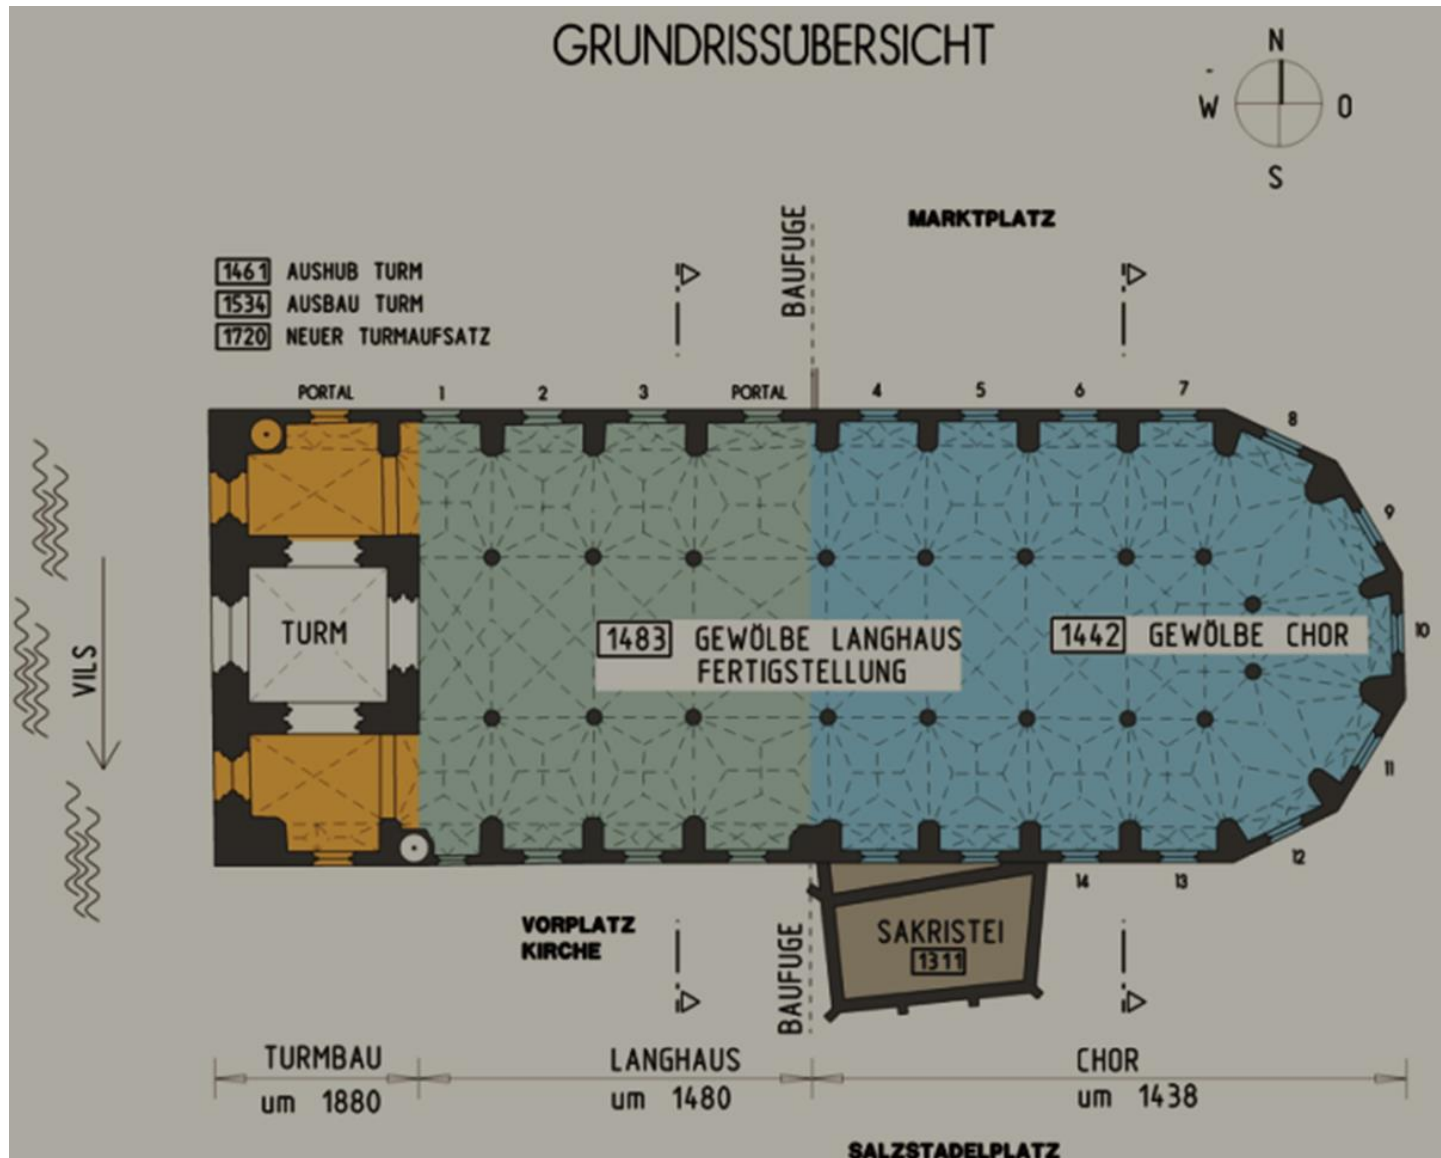 GRUNDRISSÜBERSICHT
N
W O
S
MARKTPLATZ
BAUFUGE
1461 AUSHUB TURM
1534 AUSBAU TURM
1720 NEUER TURMAUFSATZ
PORTAL 1 2 3 PORTAL 4 5 6 7
8
9
10
11
12
TURM
1483 GEWÖLBE LANGHAUS
FERTIGSTELLUNG
1442 GEWÖLBE CHOR
VILS
14 13
VORPLATZ
KIRCHE
BAUFUGE
SAKRISTEI
1311
TURMBAU
um 1880
LANGHAUS
um 1480
CHOR
um 1438
SALZSTADELPLATZ